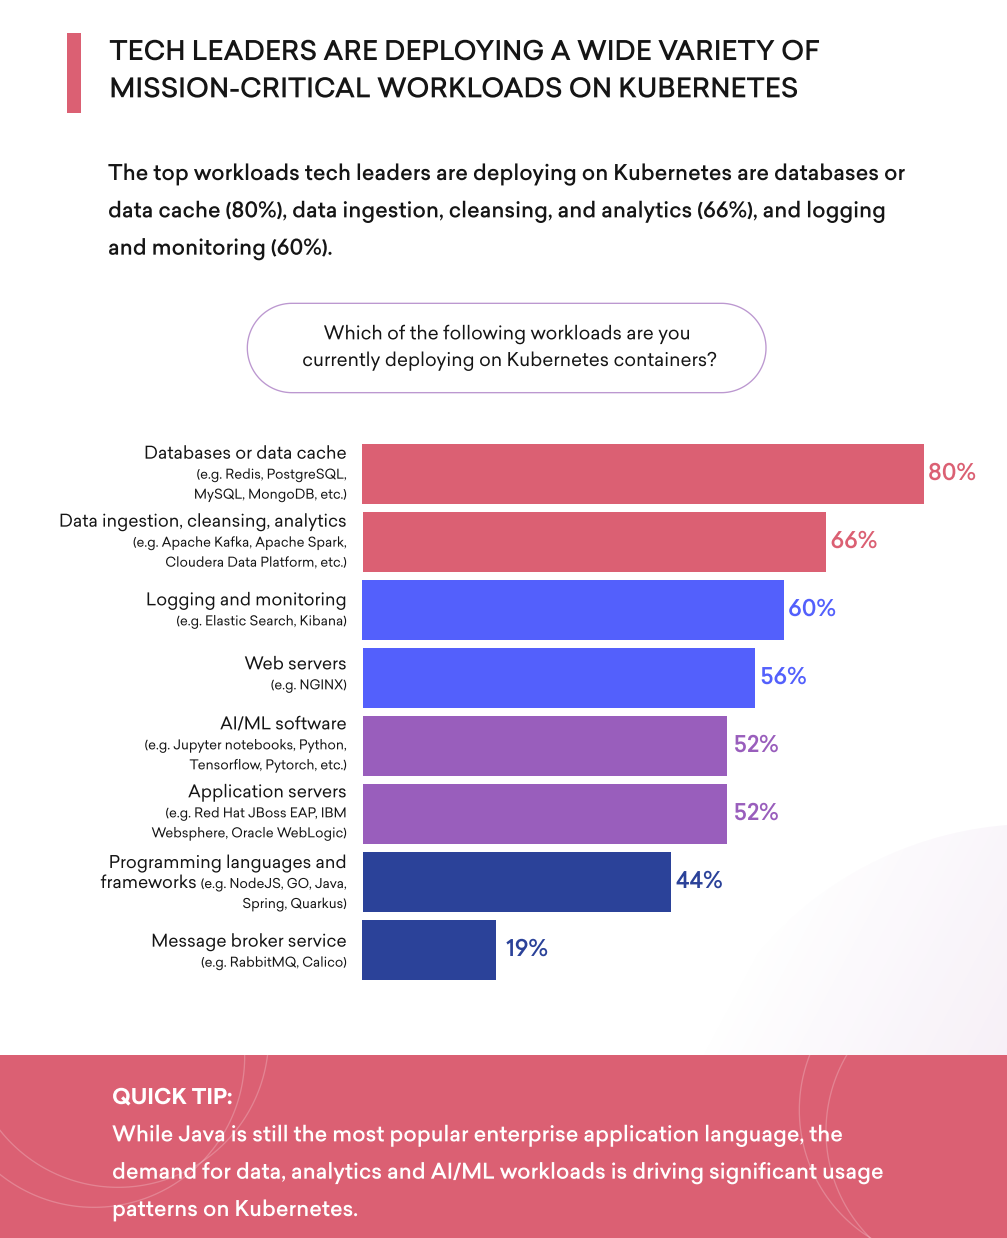 TECH LEADERS ARE DEPLOYING A WIDE VARIETY OF
MISSION-CRITICAL WORKLOADS ON KUBERNETES
The top workloads tech leaders are deploying on Kubernetes are databases or
data cache (80%), data ingestion, cleansing, and analytics (66%), and logging
and monitoring (60%).
Which of the following workloads are you
currently deploying on Kubernetes containers?
Databases or data cache
(e.g. Redis, PostgreSQL,
MySQL, MongoDB, etc.)
80%
Data ingestion, cleansing, analytics
(e.g. Apache Kafka, Apache Spark,
Cloudera Data Platform, etc.)
66%
Logging and monitoring
(e.g. Elastic Search, Kibana)
60%
Web servers
(e.g. NGINX)
56%
AI/ML software
(e.g. Jupyter notebooks, Python,
Tensorflow, Pytorch, etc.)
52%
Application servers
(e.g. Red Hat JBoss EAP, IBM
Websphere, Oracle WebLogic)
52%
Programming languages and
frameworks (e.g. NodeJS, GO, Java,
Spring, Quarkus)
44%
Message broker service
(e.g. RabbitMQ, Calico)
19%
QUICK TIP:
While Java is still the most popular enterprise application language, the
demand for data, analytics and AI/ML workloads is driving significant usage
patterns on Kubernetes.